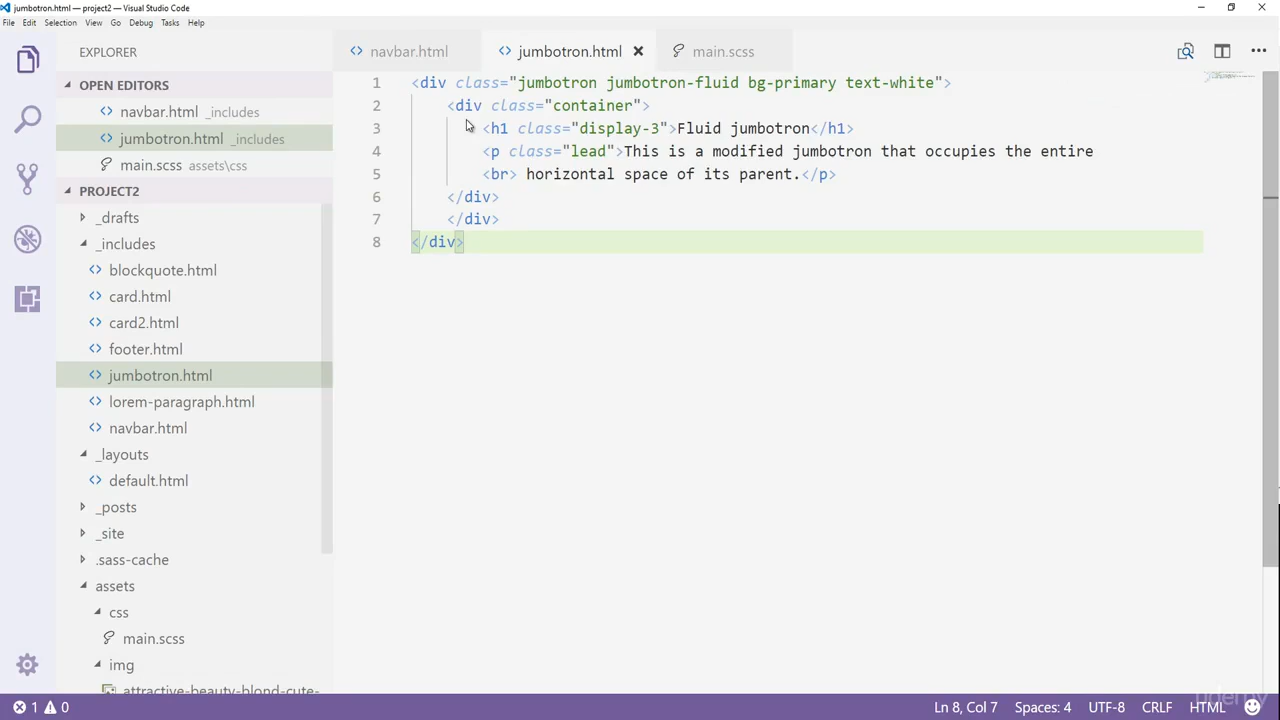 jumbotron.html — project2 — Visual Studio Code
File Edit Selection View Go Debug Tasks Help
EXPLORER
OPEN EDITORS
navbar.html _includes
jumbotron.html _includes
main.scss assets\css
PROJECT2
_drafts
_includes
blockquote.html
card.html
card2.html
footer.html
jumbotron.html
lorem-paragraph.html
navbar.html
_layouts
default.html
_posts
_site
.sass-cache
assets
css
main.scss
img
attractive-beauty-blond-cute-
navbar.html jumbotron.html main.scss
1 <div class="jumbotron jumbotron-fluid bg-primary text-white">
2 <div class="container">
3 <h1 class="display-3">Fluid jumbotron</h1>
4 <p class="lead">This is a modified jumbotron that occupies the entire
5 <br> horizontal space of its parent.</p>
6 </div>
7 </div>
8 </div>
1 0 Ln 8, Col 7 Spaces: 4 UTF-8 CRLF HTML
udemy